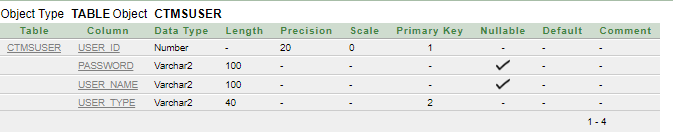 Object Type TABLE Object CTMSUSER
Table Column Data Type Length Precision Scale Primary Key Nullable Default Comment
CTMSUSER USER_ID Number - 20 0 1 - - -
PASSWORD Varchar2 100 - - - ✓ - -
USER_NAME Varchar2 100 - - - ✓ - -
USER_TYPE Varchar2 40 - - 2 - - -
1 - 4